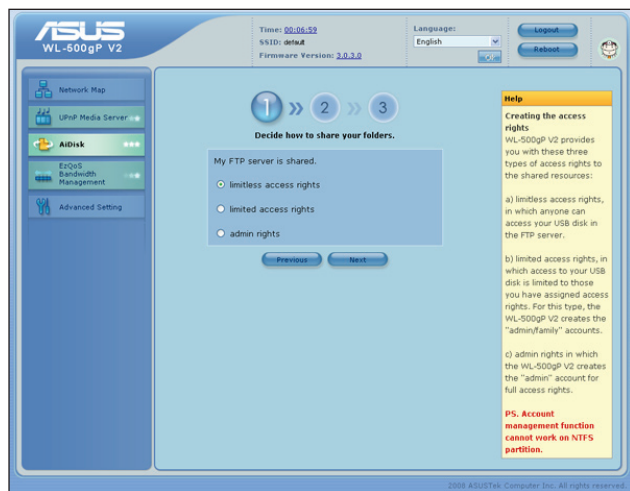 ASUS
WL-500gP V2
Time: 00:06:59
SSID: default
Firmware Version: 3.0.3.0
Language:
English
Logout
Reboot
Network Map
UPnP Media Server
AiDisk
EzQoS
Bandwidth
Management
Advanced Setting
1 » 2 » 3
Decide how to share your folders.
My FTP server is shared.
limitless access rights
limited access rights
admin rights
Previous
Next
Help
Creating the access
rights
WL-500gP V2 provides
you with these three
types of access rights to
the shared resources:
a) limitless access rights,
in which anyone can
access your USB disk in
the FTP server.
b) limited access rights, in
which access to your USB
disk is limited to those
you have assigned access
rights. For this type, the
WL-500gP V2 creates the
"admin/family" accounts.
c) admin rights in which
the WL-500gP V2 creates
the "admin" account for
full access rights.
PS. Account
management function
cannot work on NTFS
partition.
2008 ASUSTek Computer Inc. All rights reserved.